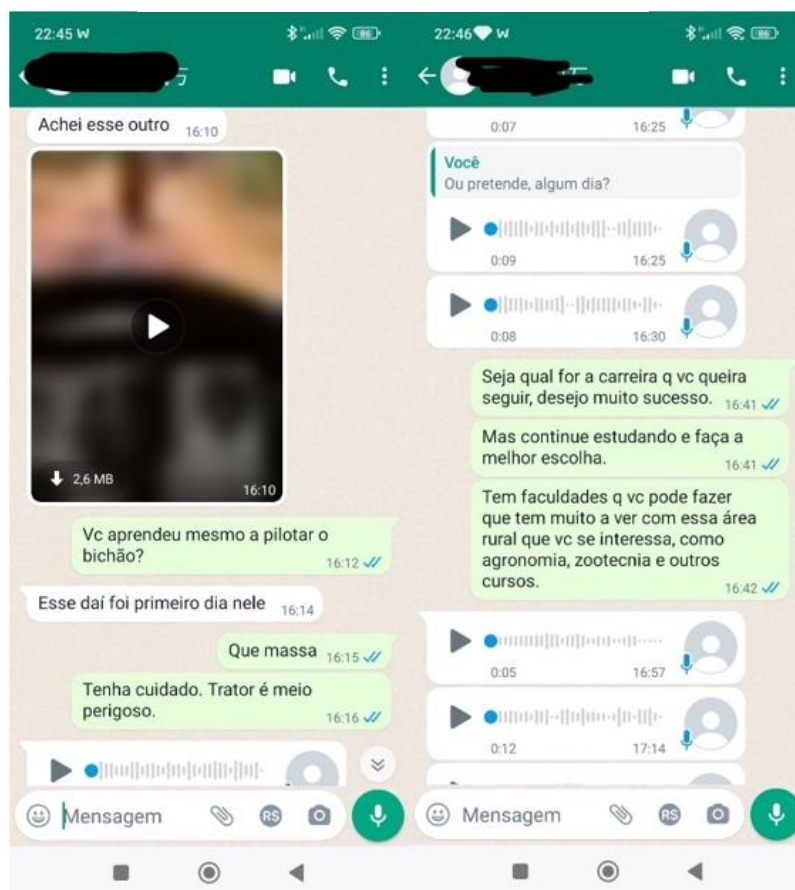 22:45 W
86
Achei esse outro 16:10
2,6 MB
16:10
Vc aprendeu mesmo a pilotar o
bichão?
16:12
Esse daí foi primeiro dia nele 16:14
Que massa 16:15
Tenha cuidado. Trator é meio
perigoso.
16:16
Mensagem
R$
22:46 W
86
0:07 16:25
Você
Ou pretende, algum dia?
0:09 16:25
0:08 16:30
Seja qual for a carreira q vc queira
seguir, desejo muito sucesso. 16:41
Mas continue estudando e faça a
melhor escolha. 16:41
Tem faculdades q vc pode fazer
que tem muito a ver com essa área
rural que vc se interessa, como
agronomia, zootecnia e outros
cursos. 16:42
0:05 16:57
0:12 17:14
Mensagem
R$